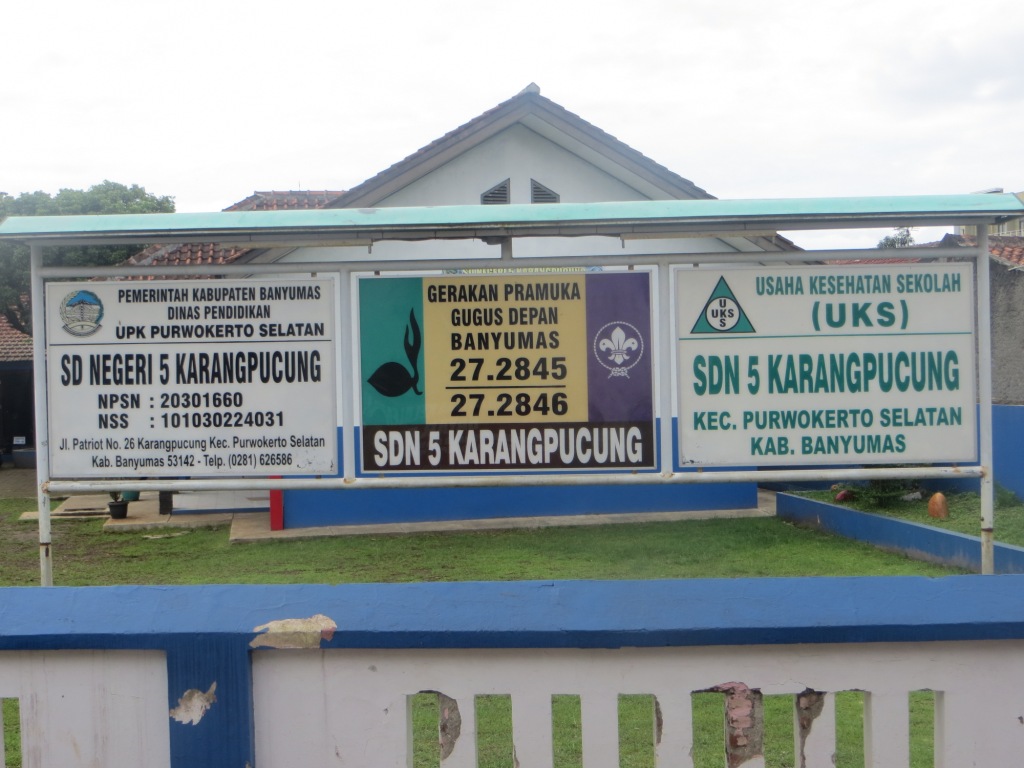 PEMERINTAH KABUPATEN BANYUMAS
DINAS PENDIDIKAN
UPK PURWOKERTO SELATAN
SD NEGERI 5 KARANGPUCUNG
NPSN : 20301660
NSS : 101030224031
Jl. Patriot No. 26 Karangpucung Kec. Purwokerto Selatan
Kab. Banyumas 53142 - Telp. (0281) 626586
GERAKAN PRAMUKA
GUGUS DEPAN
BANYUMAS
27.2845
27.2846
SDN 5 KARANGPUCUNG
UKS
UKS
USAHA KESEHATAN SEKOLAH
(UKS)
SDN 5 KARANGPUCUNG
KEC. PURWOKERTO SELATAN
KAB. BANYUMAS